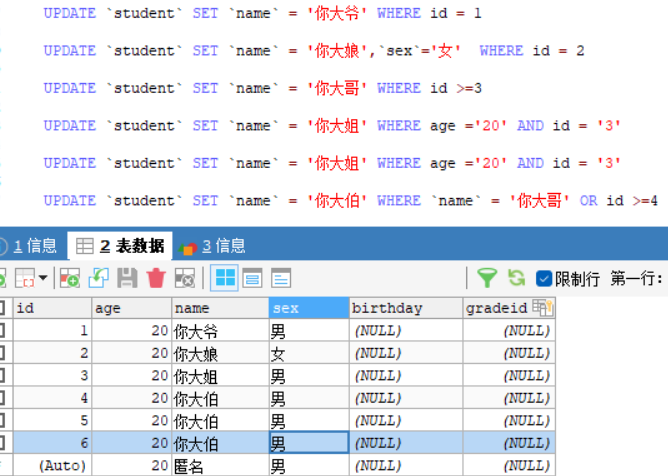 UPDATE `student` SET `name` = '你大爷' WHERE id = 1
UPDATE `student` SET `name` = '你大娘',`sex`='女'  WHERE id = 2
UPDATE `student` SET `name` = '你大哥' WHERE id >=3
UPDATE `student` SET `name` = '你大姐' WHERE age ='20' AND id = '3'
UPDATE `student` SET `name` = '你大姐' WHERE age ='20' AND id = '3'
UPDATE `student` SET `name` = '你大伯' WHERE `name` = '你大哥' OR id >=4
1 信息 2 表数据 3 信息
限制行 第一行:
id age name sex birthday gradeid
1 20 你大爷 男 (NULL) (NULL)
2 20 你大娘 女 (NULL) (NULL)
3 20 你大姐 男 (NULL) (NULL)
4 20 你大伯 男 (NULL) (NULL)
5 20 你大伯 男 (NULL) (NULL)
6 20 你大伯 男 (NULL) (NULL)
(Auto) 20 匿名 男 (NULL) (NULL)